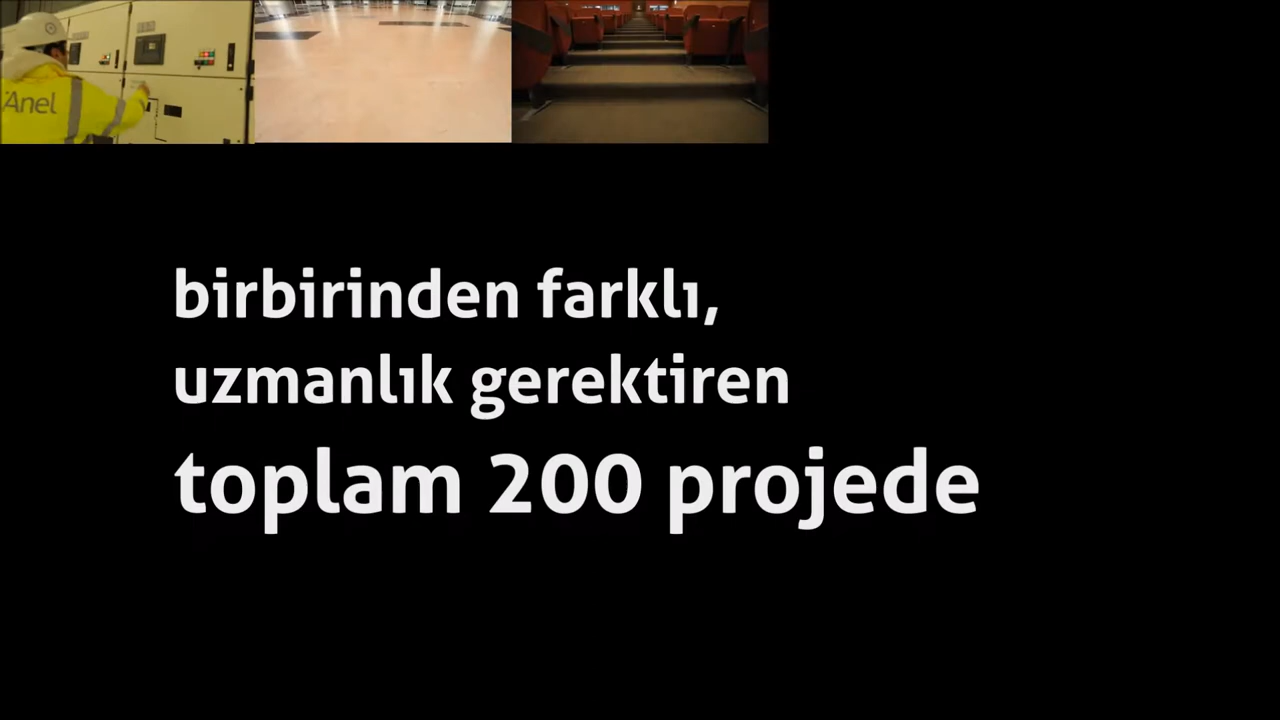 Anel
birbirinden farklı,
uzmanlık gerektiren
toplam 200 projede